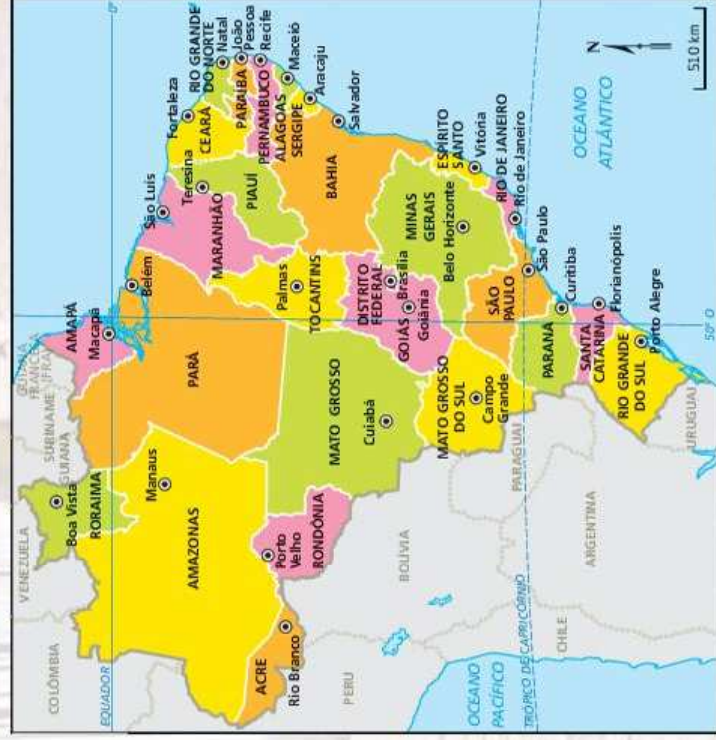 VENEZUELA
COLÔMBIA
GUIANA
SURINAME
GUIANA
FRANCESA
(FRA)
EQUADOR
0°
Boa Vista
RORAIMA
AMAPÁ
Macapá
Manaus
AMAZONAS
PARÁ
Belém
São Luís
MARANHÃO
Teresina
PIAUÍ
Fortaleza
CEARÁ
RIO GRANDE
DO NORTE
Natal
PARAÍBA
João
Pessoa
PERNAMBUCO
Recife
ALAGOAS
Maceió
SERGIPE
Aracaju
BAHIA
Salvador
ACRE
Rio Branco
Porto
Velho
RONDÔNIA
MATO GROSSO
Cuiabá
Palmas
TOCANTINS
DISTRITO
FEDERAL
Brasília
GOIÁS
Goiânia
MINAS
GERAIS
Belo Horizonte
ESPÍRITO
SANTO
Vitória
RIO DE JANEIRO
Rio de Janeiro
MATO GROSSO
DO SUL
Campo
Grande
SÃO
PAULO
São Paulo
PARANÁ
Curitiba
SANTA
CATARINA
Florianópolis
RIO GRANDE
DO SUL
Porto Alegre
PERU
BOLÍVIA
PARAGUAI
CHILE
ARGENTINA
URUGUAI
OCEANO
PACÍFICO
TRÓPICO DE CAPRICÓRNIO
OCEANO
ATLÂNTICO
N
510 km
50° O